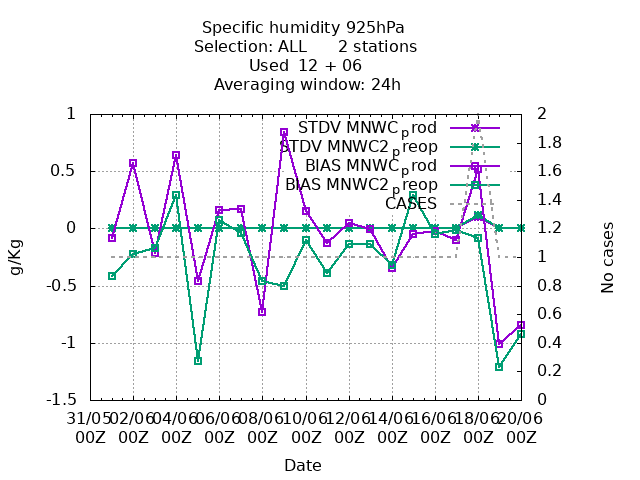 Specific humidity 925hPa
Selection: ALL      2 stations
Used  12 + 06
Averaging window: 24h
STDV MNWC_prod
STDV MNWC2_preop
BIAS MNWC_prod
BIAS MNWC2_preop
CASES
1
0.5
0
-0.5
-1
-1.5
g/Kg
2
1.8
1.6
1.4
1.2
1
0.8
0.6
0.4
0.2
0
No cases
31/05 02/06 04/06 06/06 08/06 10/06 12/06 14/06 16/06 18/06 20/06
00Z 00Z 00Z 00Z 00Z 00Z 00Z 00Z 00Z 00Z 00Z
Date